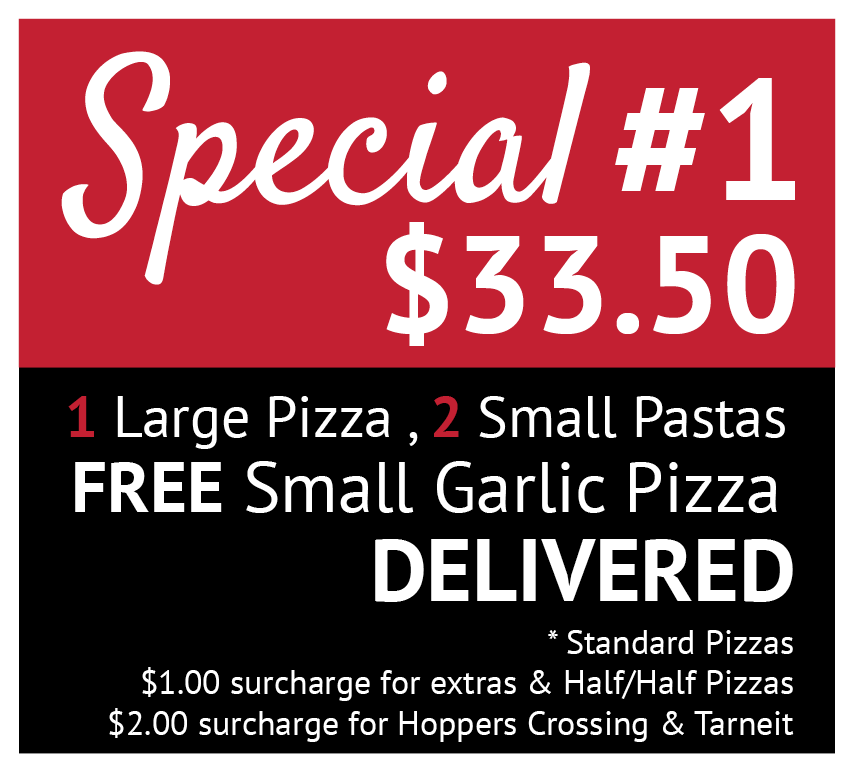 Special #1
$33.50
1 Large Pizza , 2 Small Pastas
FREE Small Garlic Pizza
DELIVERED
* Standard Pizzas
$1.00 surcharge for extras & Half/Half Pizzas
$2.00 surcharge for Hoppers Crossing & Tarneit